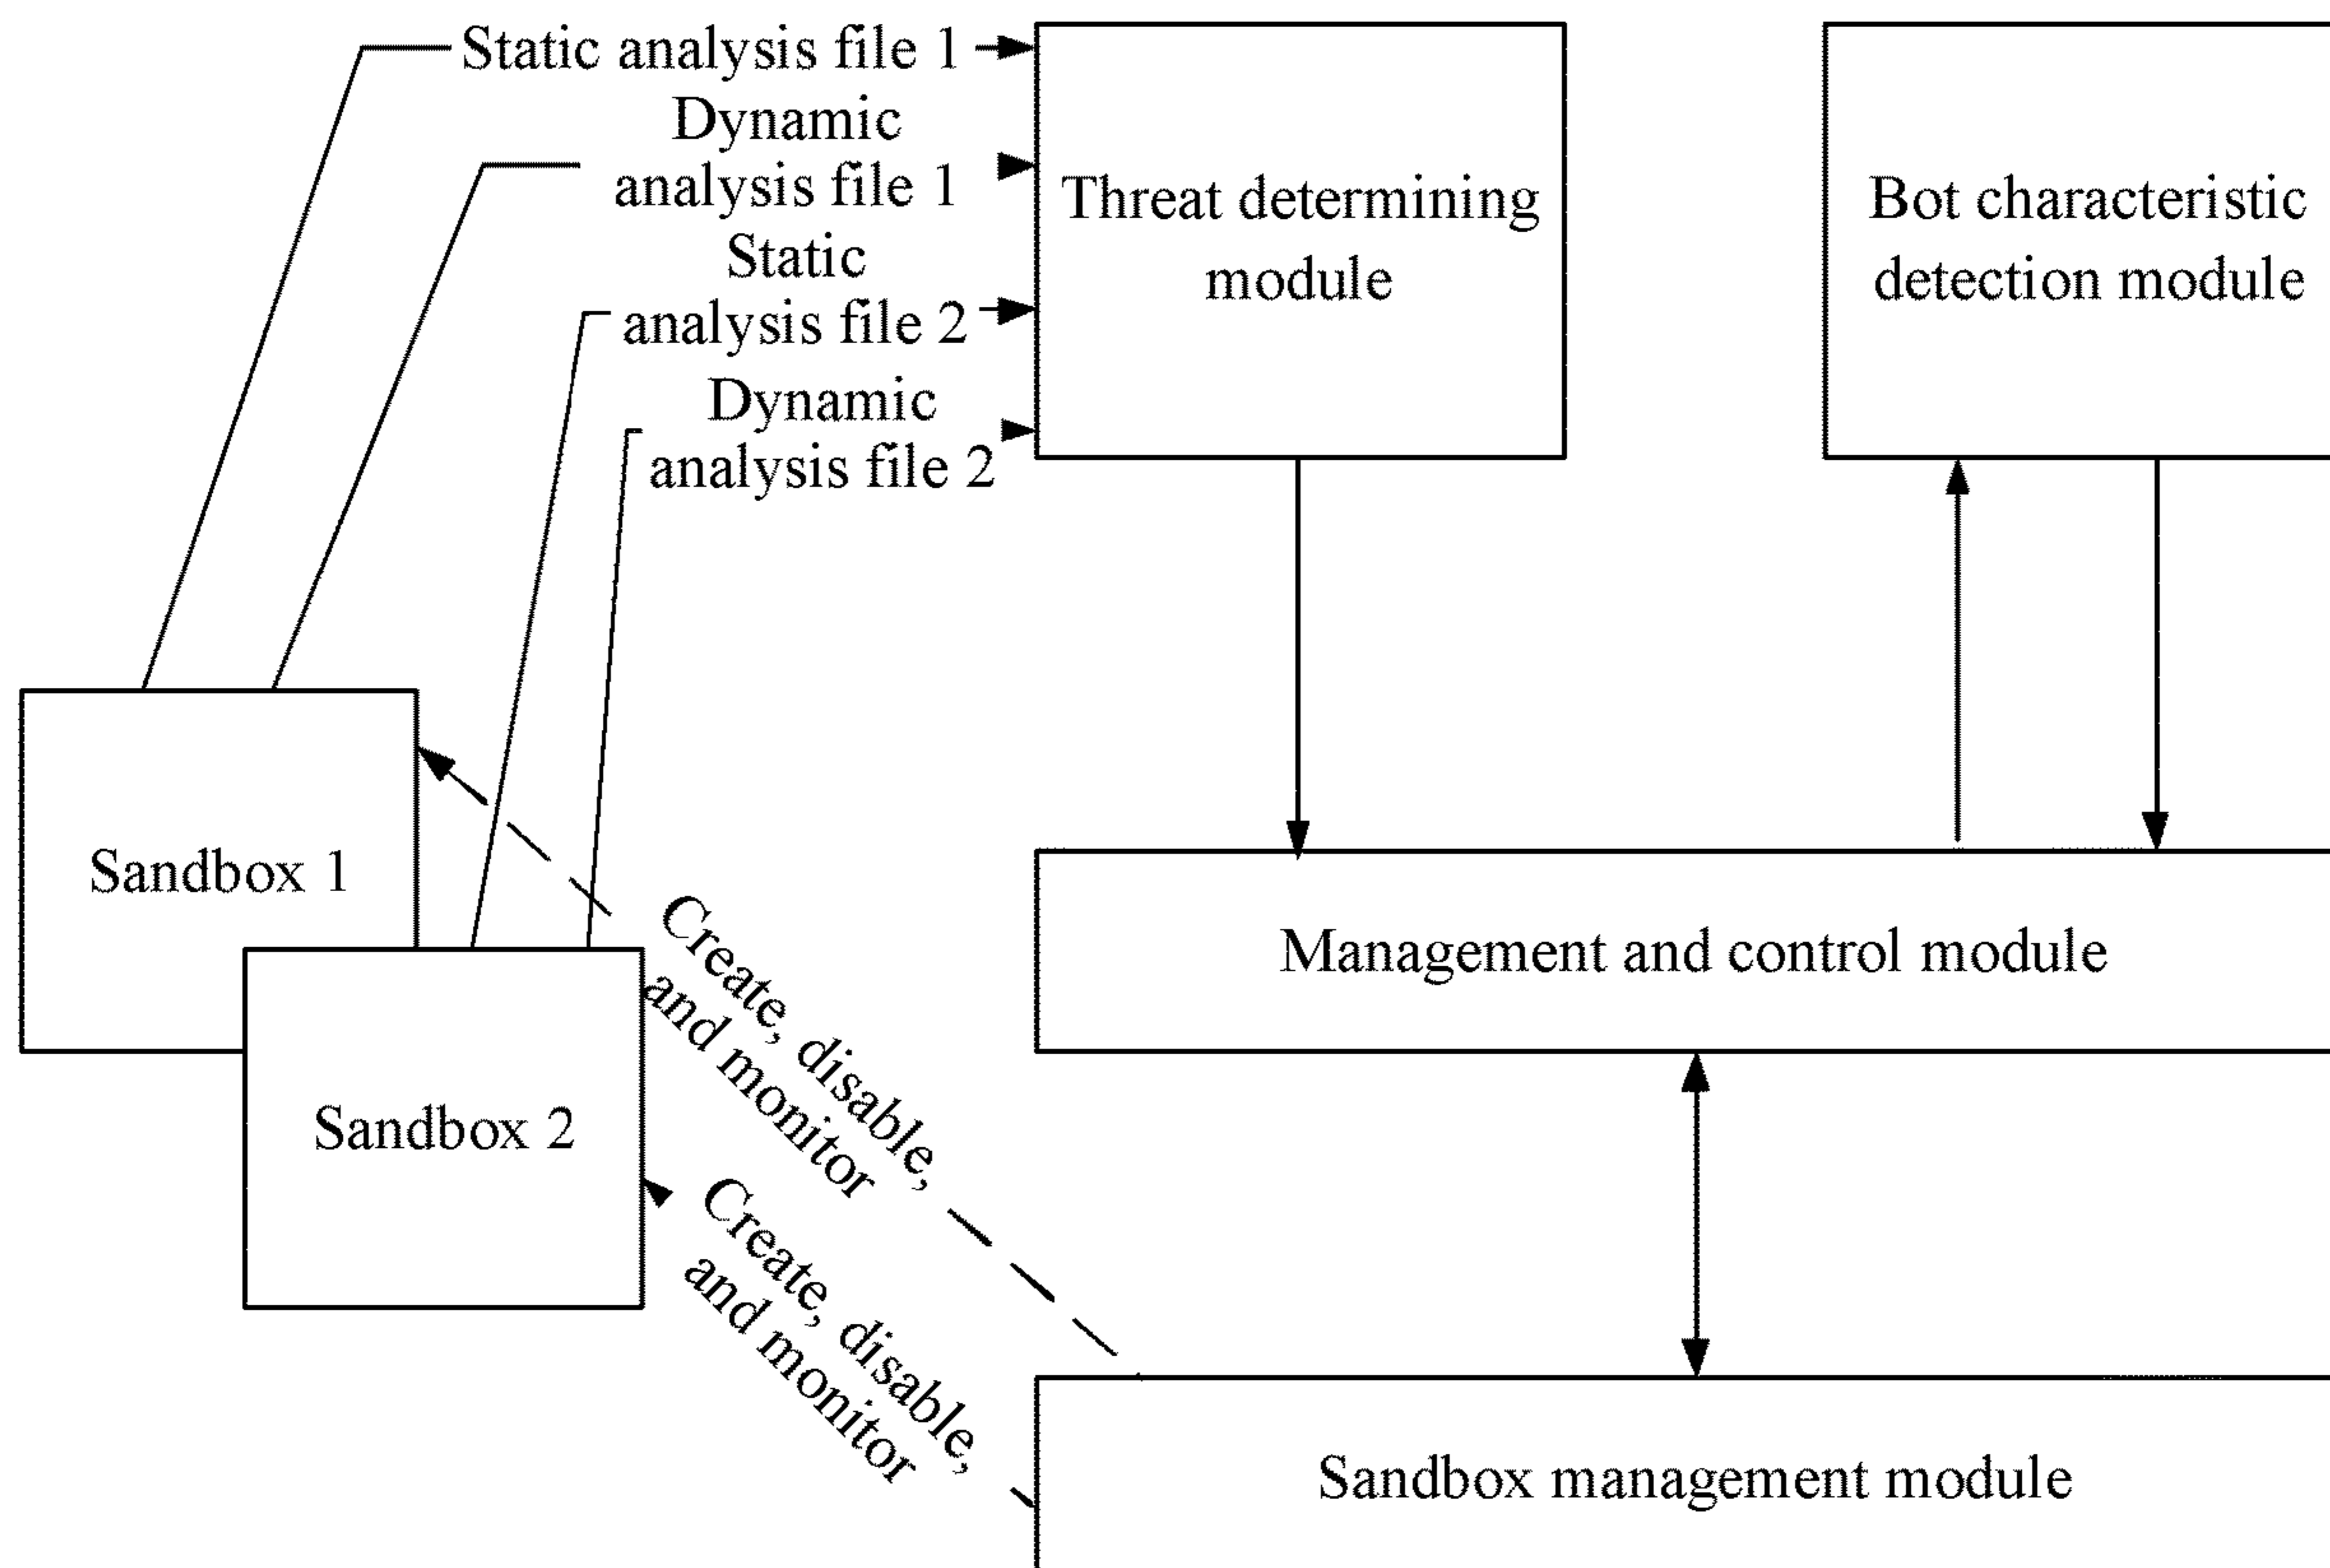 Static analysis file 1
Dynamic
analysis file 1
Static
analysis file 2
Dynamic
analysis file 2
Threat determining
module
Bot characteristic
detection module
Sandbox 1
Sandbox 2
Create, disable,
and monitor
Create, disable,
and monitor
Management and control module
Sandbox management module